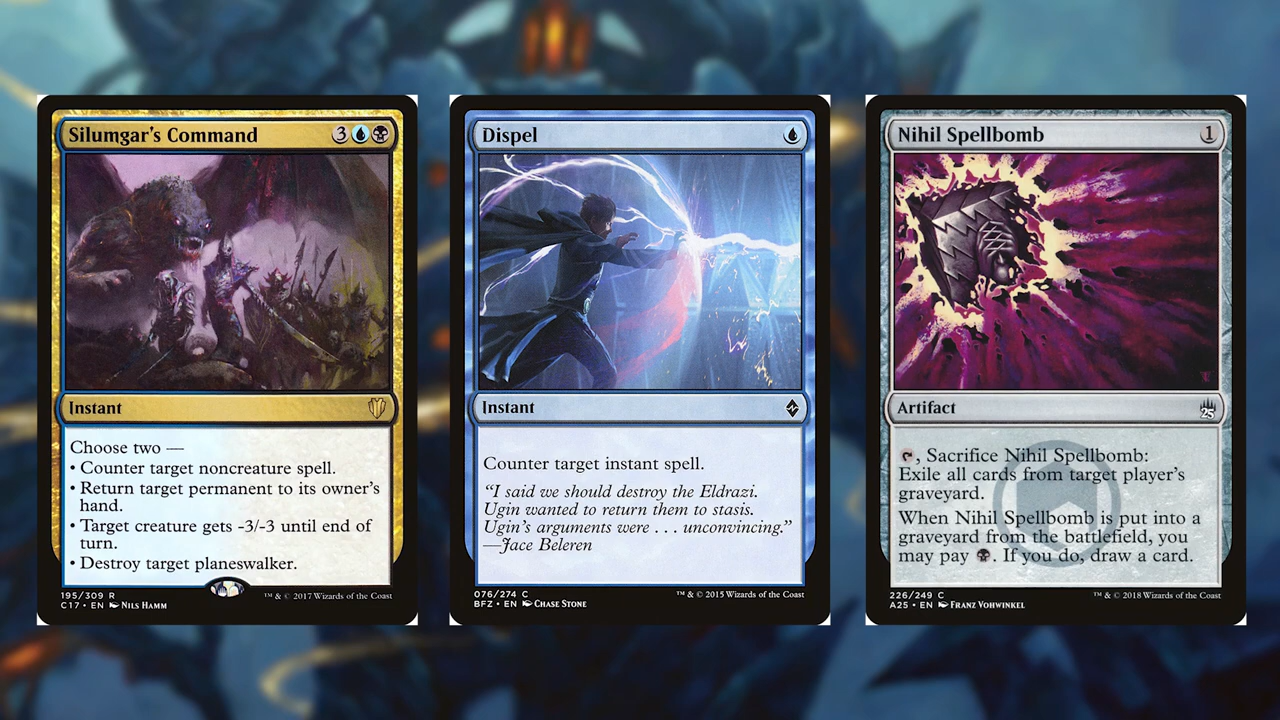 Silumgar's Command 3
Instant
Choose two —
• Counter target noncreature spell.
• Return target permanent to its owner's
hand.
• Target creature gets -3/-3 until end of
turn.
• Destroy target planeswalker.
195/309 R
C17 • EN Nils Hamm
™ & © 2017 Wizards of the Coast
Dispel
Instant
Counter target instant spell.
"I said we should destroy the Eldrazi.
Ugin wanted to return them to stasis.
Ugin's arguments were . . . unconvincing."
—Jace Beleren
076/274 C
BFZ • EN Chase Stone
™ & © 2015 Wizards of the Coast
Nihil Spellbomb 1
Artifact
25
, Sacrifice Nihil Spellbomb:
Exile all cards from target player's
graveyard.
When Nihil Spellbomb is put into a
graveyard from the battlefield, you
may pay . If you do, draw a card.
226/249 C
A25 • EN Franz Vohwinkel
™ & © 2018 Wizards of the Coast